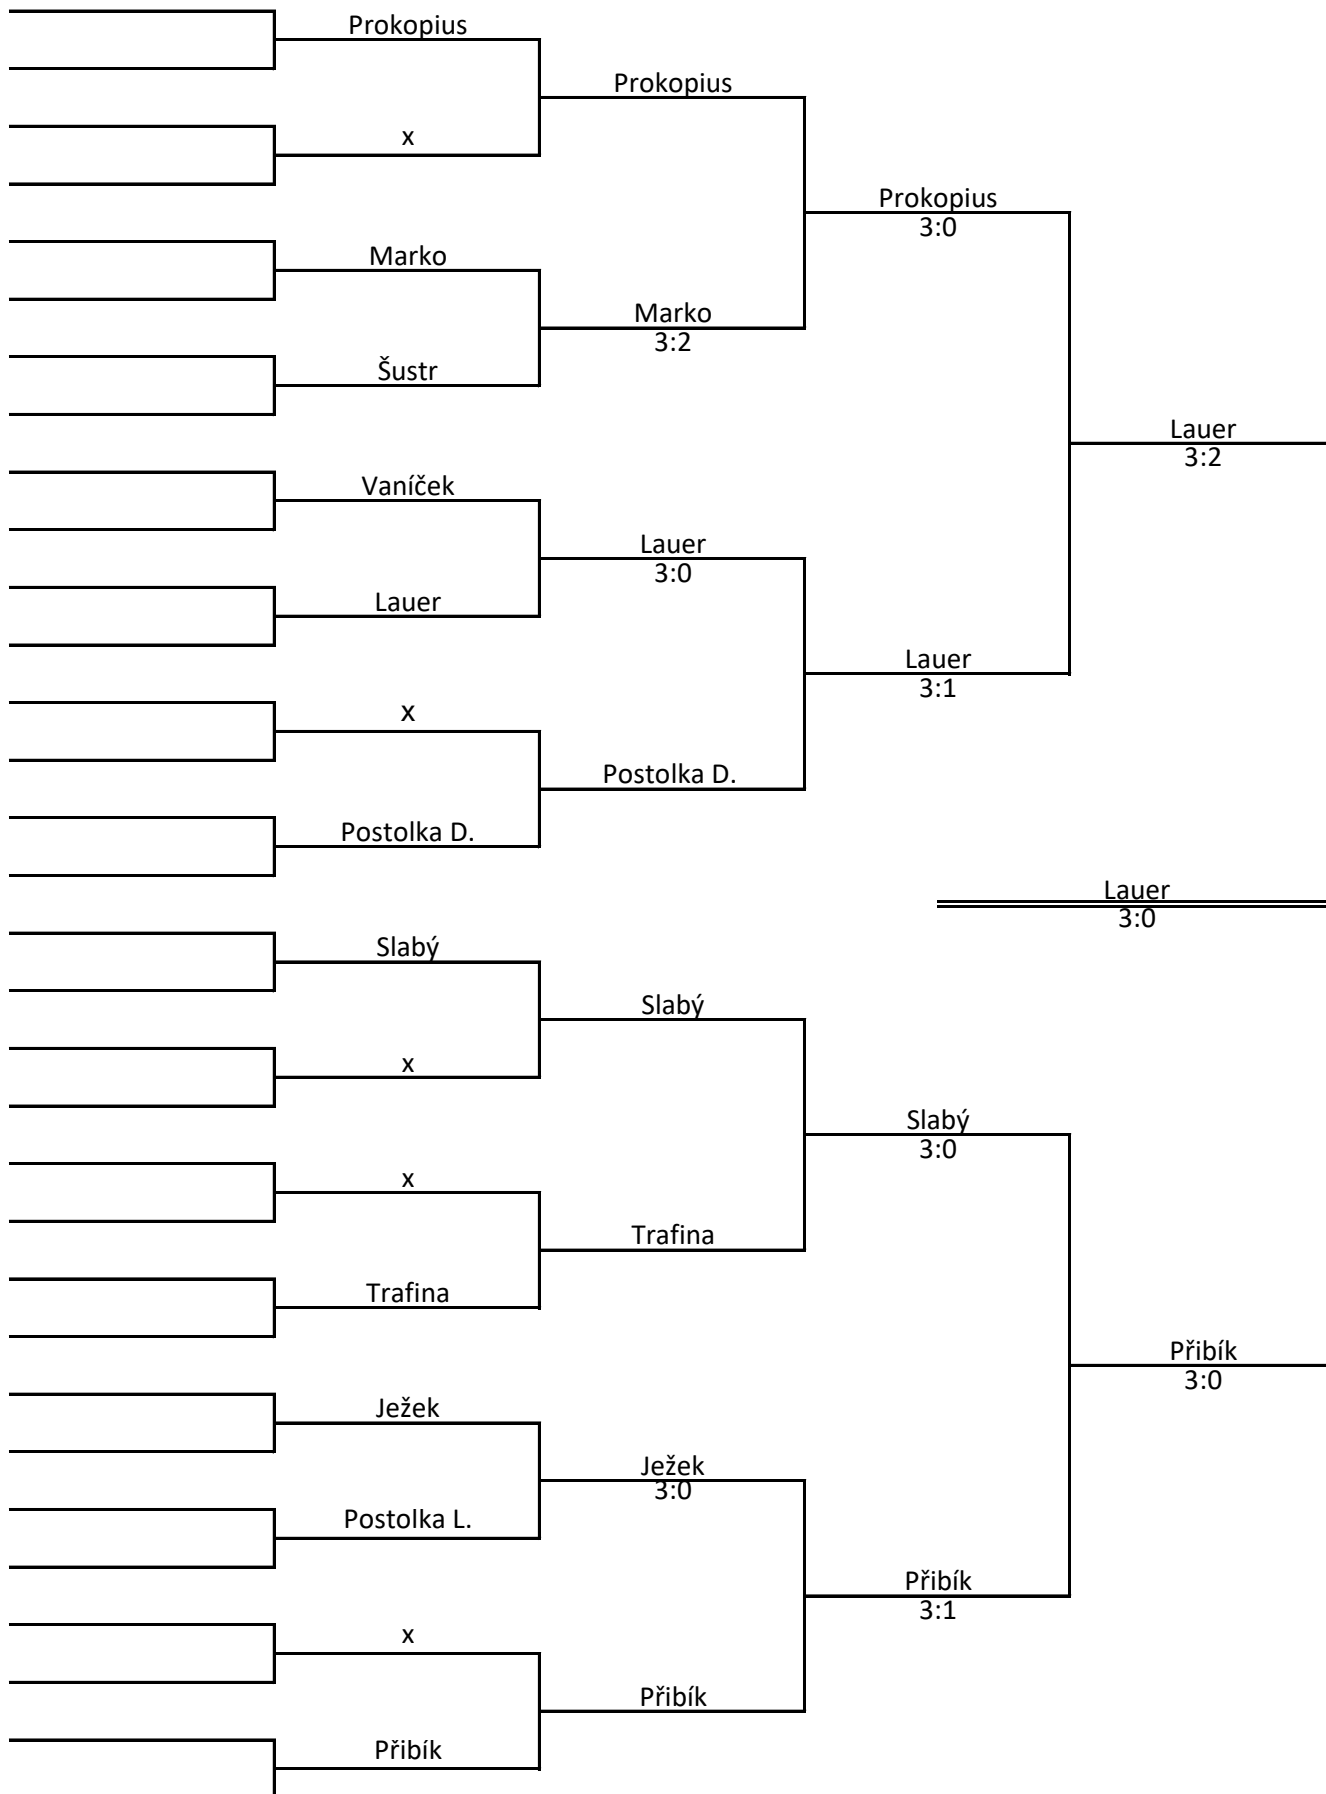 Prokopius
Prokopius
x
Prokopius
3:0
Marko
Marko
3:2
Šustr
Lauer
3:2
Vaníček
Lauer
3:0
Lauer
Lauer
3:1
x
Postolka D.
Postolka D.
Lauer
3:0
Slabý
Slabý
x
Slabý
3:0
x
Trafina
Trafina
Přibík
3:0
Ježek
Ježek
3:0
Postolka L.
Přibík
3:1
x
Přibík
Přibík